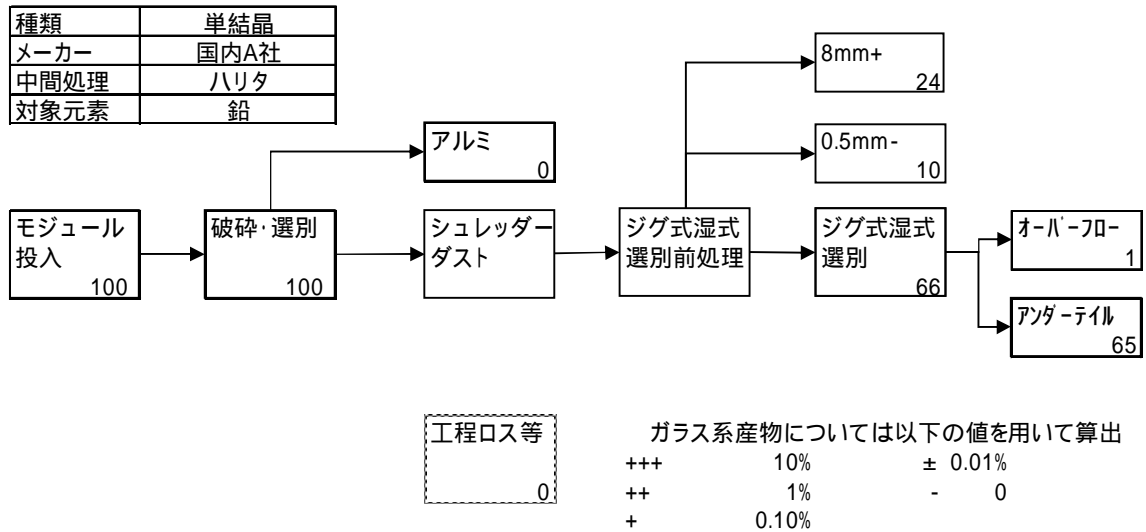 種類 単結晶
メーカー 国内A社
中間処理 ハリタ
対象元素 鉛
8mm+
24
アルミ
0
0.5mm-
10
モジュール
投入
100
破砕・選別
100
シュレッダー
ダスト
ジグ式湿式
選別前処理
ジグ式湿式
選別
66
オーバーフロー
1
アンダーテイル
65
工程ロス等
0
ガラス系産物については以下の値を用いて算出
+++ 10% ± 0.01%
++ 1% - 0
+ 0.10%